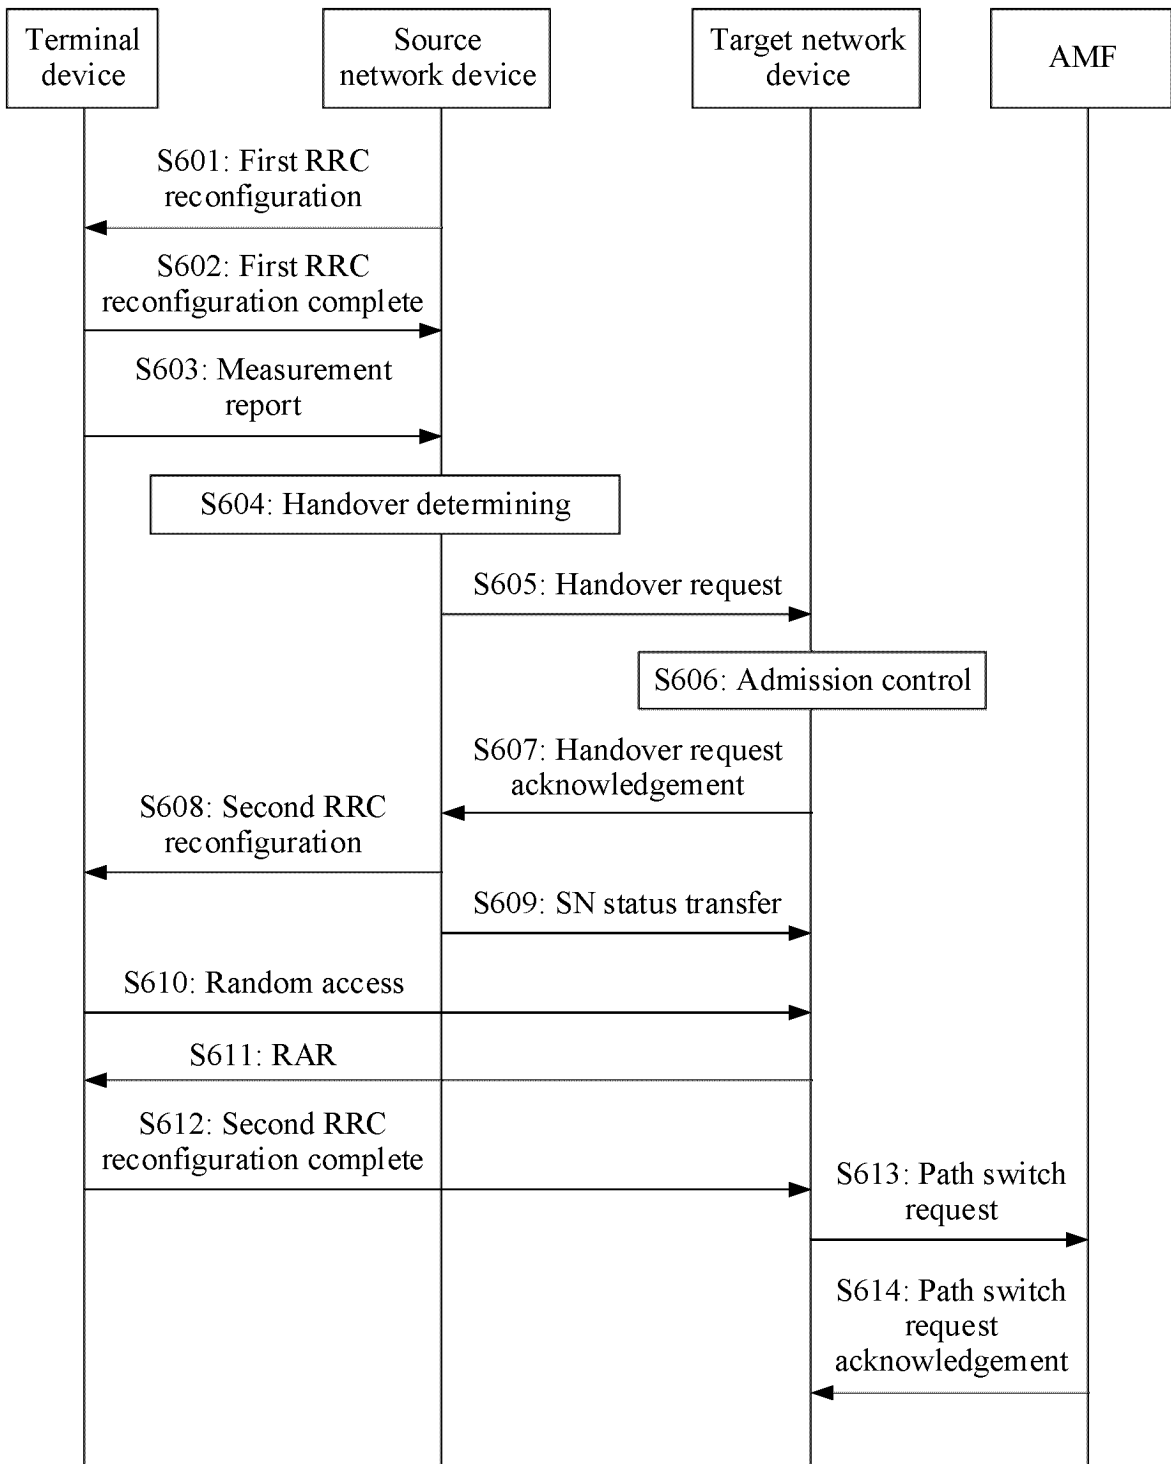 Terminal
device
Source
network device
Target network
device
AMF
S601: First RRC
reconfiguration
S602: First RRC
reconfiguration complete
S603: Measurement
report
S604: Handover determining
S605: Handover request
S606: Admission control
S607: Handover request
acknowledgement
S608: Second RRC
reconfiguration
S609: SN status transfer
S610: Random access
S611: RAR
S612: Second RRC
reconfiguration complete
S613: Path switch
request
S614: Path switch
request
acknowledgement